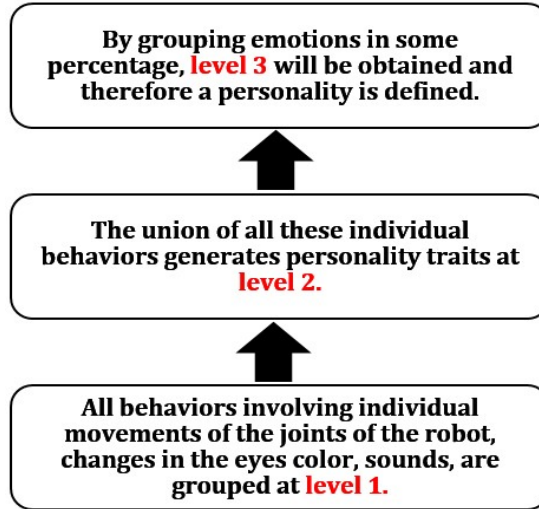 By grouping emotions in some
percentage, level 3 will be obtained and
therefore a personality is defined.
The union of all these individual
behaviors generates personality traits at
level 2.
All behaviors involving individual
movements of the joints of the robot,
changes in the eyes color, sounds, are
grouped at level 1.